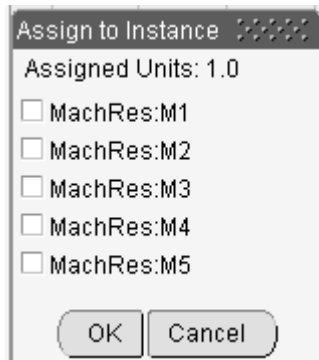 Assign to Instance
Assigned Units: 1.0
MachRes:M1
MachRes:M2
MachRes:M3
MachRes:M4
MachRes:M5
OK Cancel